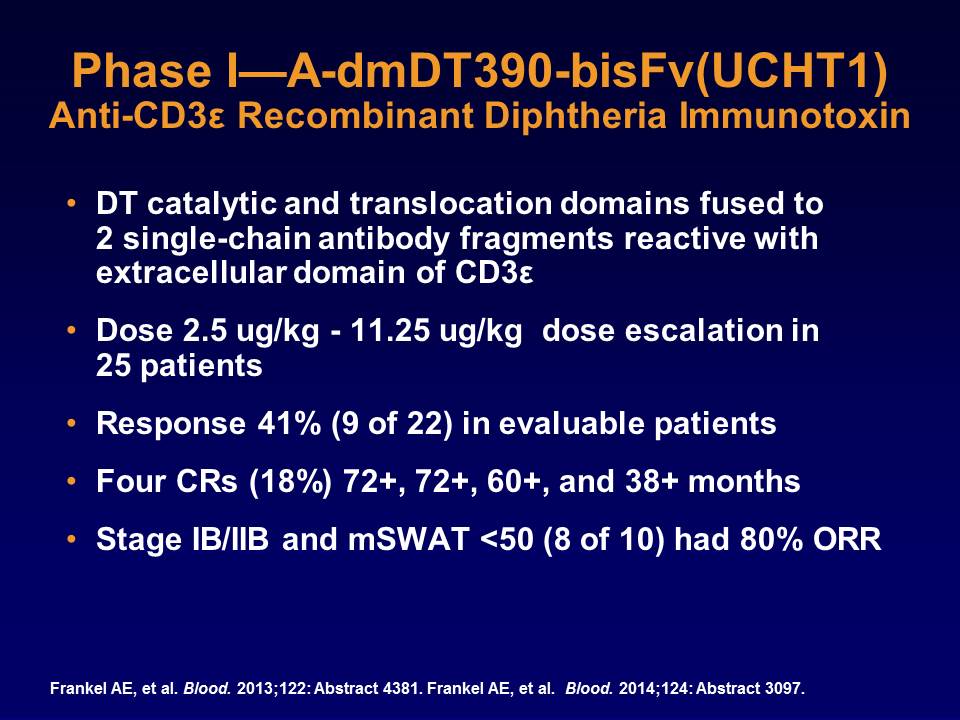 Phase I—A-dmDT390-bisFv(UCHT1)
Anti-CD3ε Recombinant Diphtheria Immunotoxin
• DT catalytic and translocation domains fused to
2 single-chain antibody fragments reactive with
extracellular domain of CD3ε
• Dose 2.5 ug/kg - 11.25 ug/kg  dose escalation in
25 patients
• Response 41% (9 of 22) in evaluable patients
• Four CRs (18%) 72+, 72+, 60+, and 38+ months
• Stage IB/IIB and mSWAT <50 (8 of 10) had 80% ORR
Frankel AE, et al. Blood. 2013;122: Abstract 4381. Frankel AE, et al.  Blood. 2014;124: Abstract 3097.